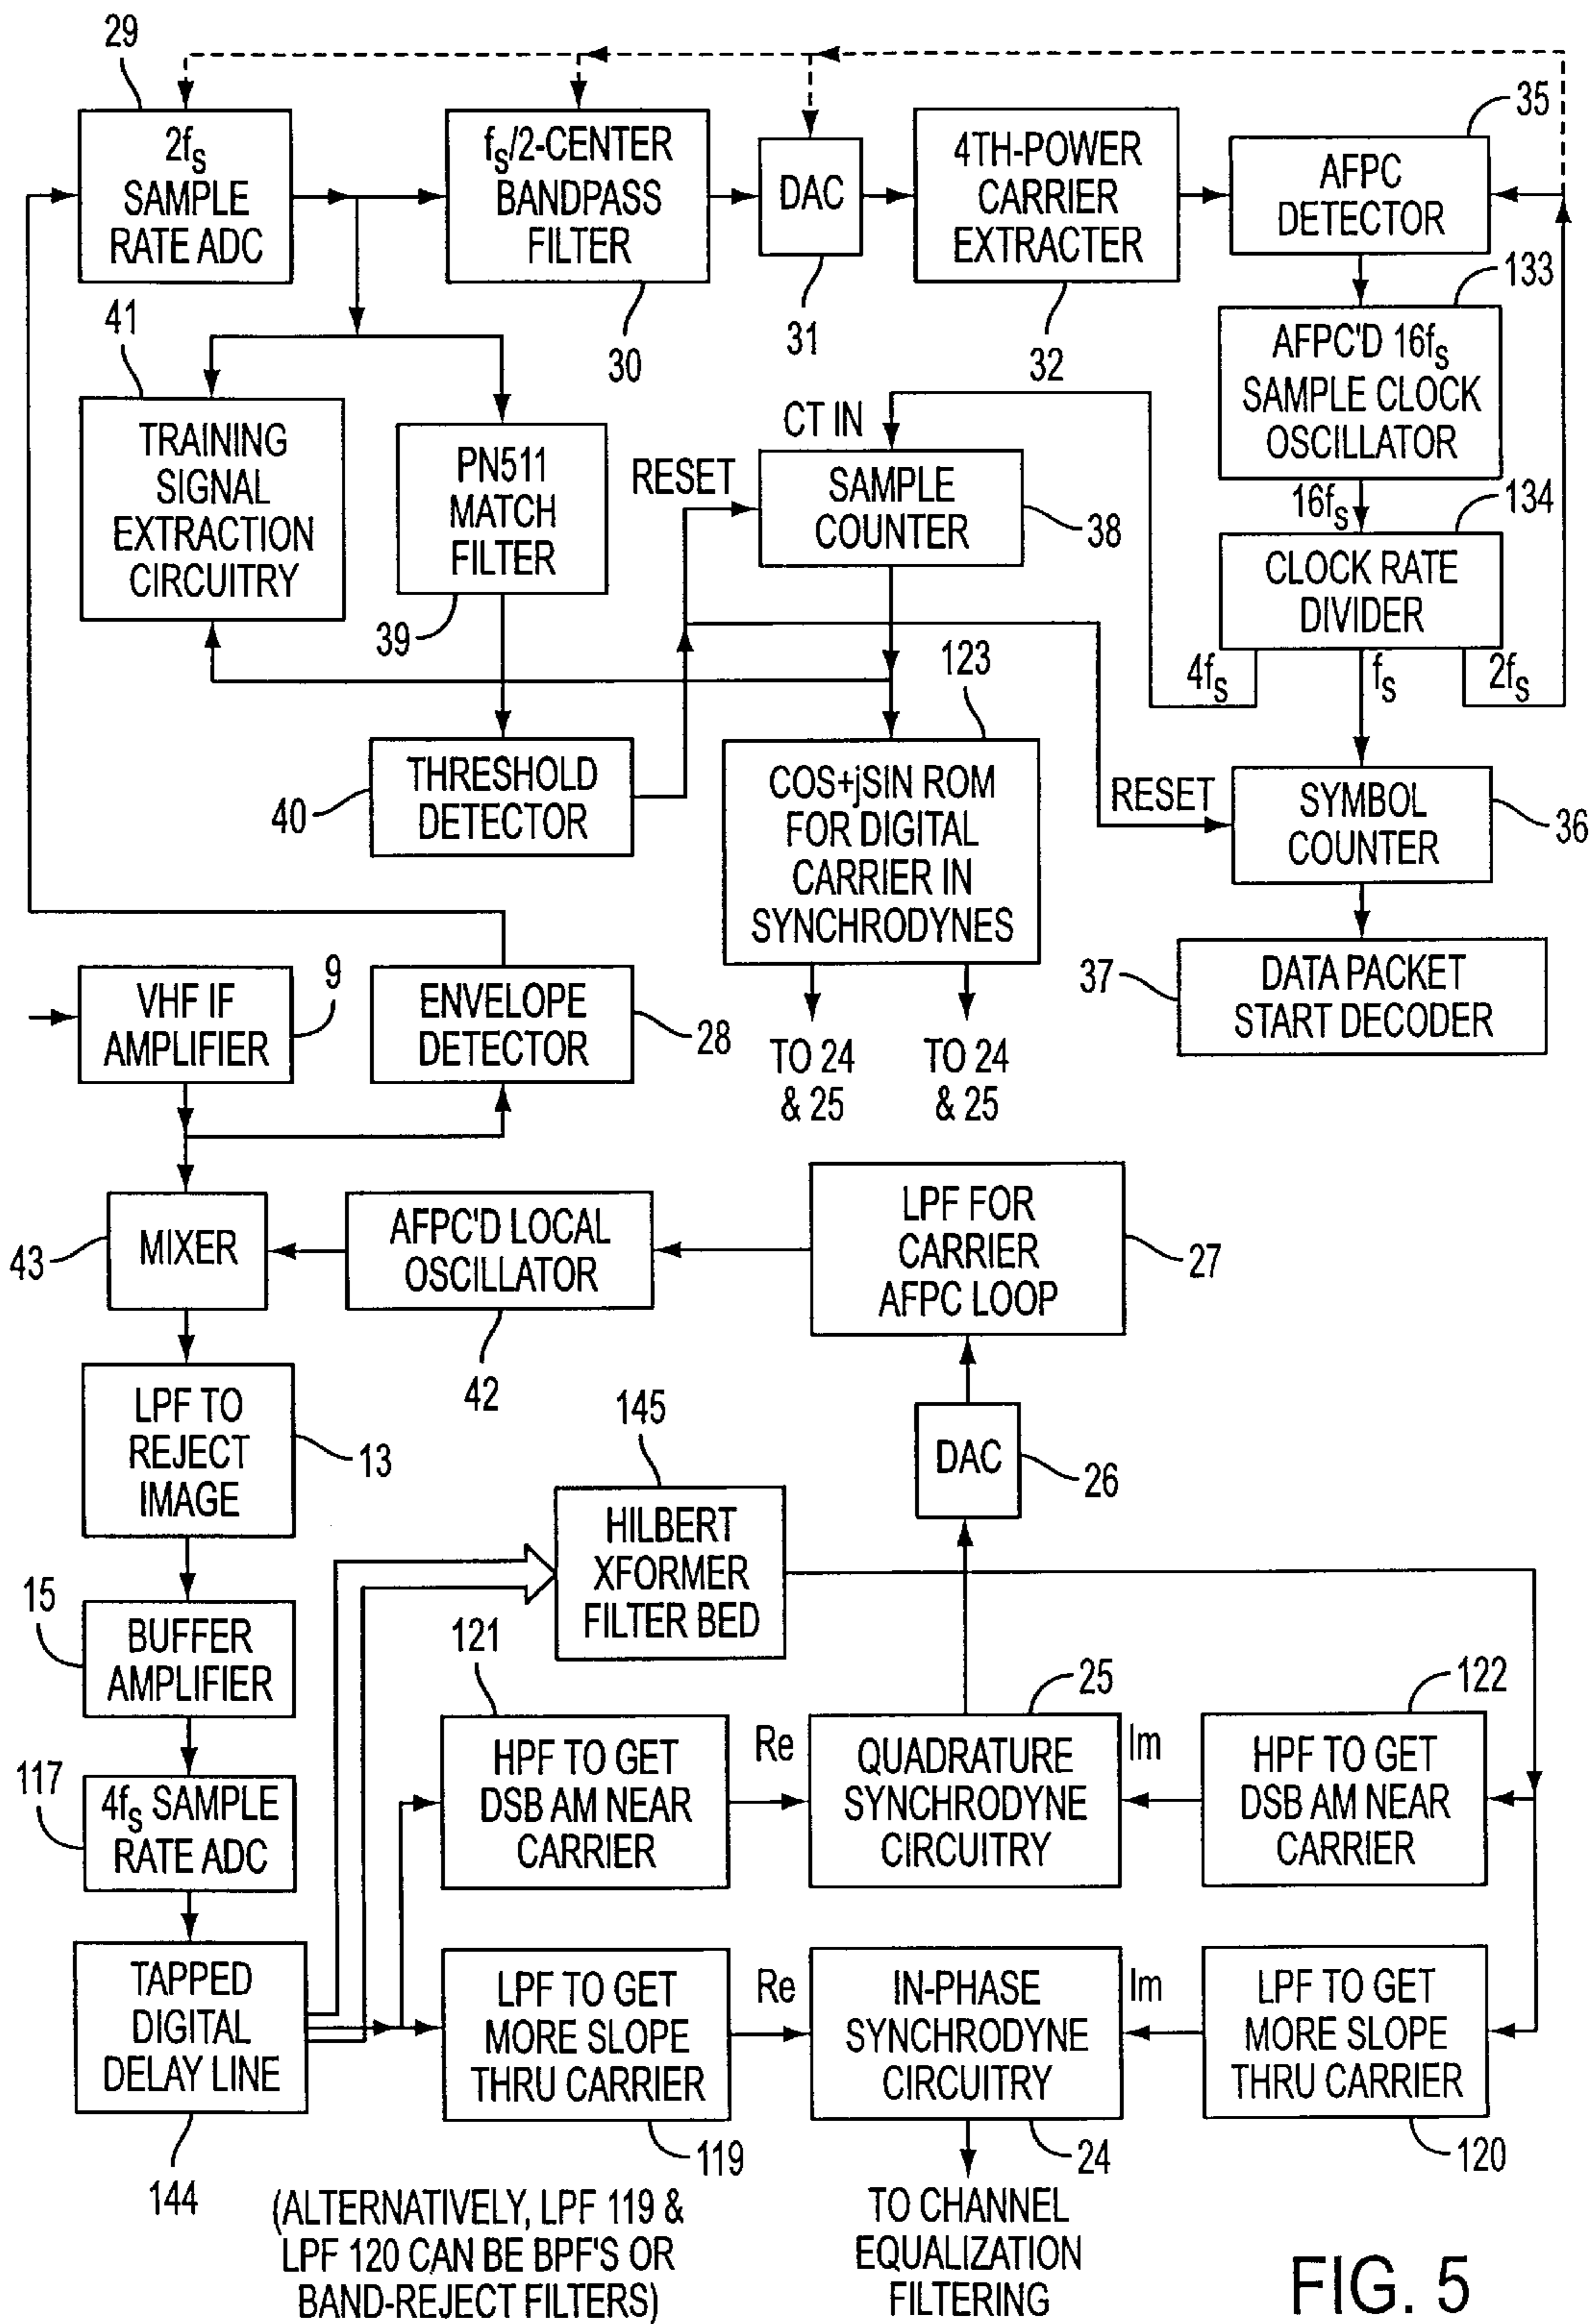 29
2fs
SAMPLE
RATE ADC
fs/2-CENTER
BANDPASS
FILTER
30
DAC
31
4TH-POWER
CARRIER
EXTRACTER
32
35
AFPC
DETECTOR
133
AFPC'D 16fs
SAMPLE CLOCK
OSCILLATOR
16fs
134
CLOCK RATE
DIVIDER
4fs
fs
2fs
41
TRAINING
SIGNAL
EXTRACTION
CIRCUITRY
PN511
MATCH
FILTER
39
CT IN
RESET
SAMPLE
COUNTER
38
THRESHOLD
DETECTOR
40
123
COS+jSIN ROM
FOR DIGITAL
CARRIER IN
SYNCHRODYNES
TO 24
& 25
TO 24
& 25
RESET
SYMBOL
COUNTER
36
37
DATA PACKET
START DECODER
VHF IF
AMPLIFIER
9
ENVELOPE
DETECTOR
28
MIXER
43
AFPC'D LOCAL
OSCILLATOR
42
LPF FOR
CARRIER
AFPC LOOP
27
LPF TO
REJECT
IMAGE
13
145
HILBERT
XFORMER
FILTER BED
DAC
26
15
BUFFER
AMPLIFIER
117
4fs SAMPLE
RATE ADC
121
HPF TO GET
DSB AM NEAR
CARRIER
Re
25
QUADRATURE
SYNCHRODYNE
CIRCUITRY
Im
122
HPF TO GET
DSB AM NEAR
CARRIER
TAPPED
DIGITAL
DELAY LINE
144
LPF TO GET
MORE SLOPE
THRU CARRIER
119
Re
IN-PHASE
SYNCHRODYNE
CIRCUITRY
24
Im
LPF TO GET
MORE SLOPE
THRU CARRIER
120
(ALTERNATIVELY, LPF 119 &
LPF 120 CAN BE BPF'S OR
BAND-REJECT FILTERS)
TO CHANNEL
EQUALIZATION
FILTERING
FIG. 5